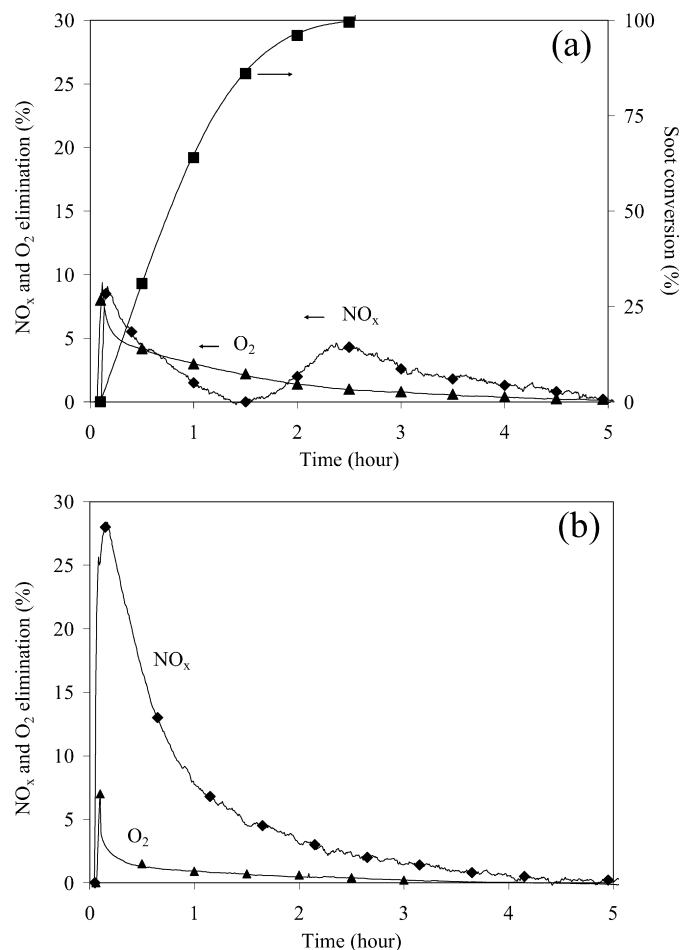 (a)
30
25
20
15
10
5
0
NOx and O2 elimination (%)
100
75
50
25
0
Soot conversion (%)
NOx
O2
0 1 2 3 4 5
Time (hour)
(b)
30
25
20
15
10
5
0
NOx and O2 elimination (%)
NOx
O2
0 1 2 3 4 5
Time (hour)